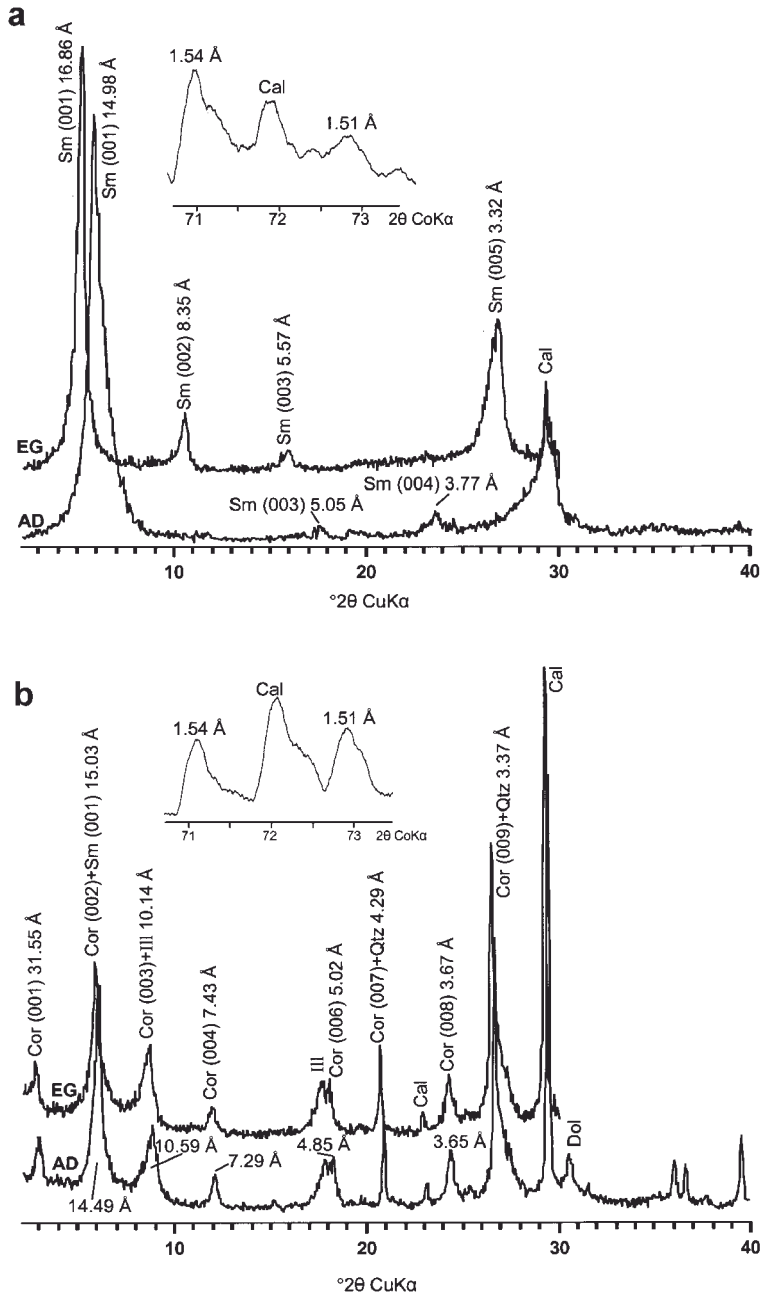 a
Sm (001) 16.86 Å
Sm (001) 14.98 Å
1.54 Å
Cal
1.51 Å
71 72 73 2θ CoKα
Sm (002) 8.35 Å
Sm (003) 5.57 Å
Sm (005) 3.32 Å
Cal
EG
Sm (003) 5.05 Å
Sm (004) 3.77 Å
AD
10 20 30 40
°2θ CuKα
b
Cal
1.54 Å
1.51 Å
71 72 73 2θ CoKα
Cor (001) 31.55 Å
Cor (002)+Sm (001) 15.03 Å
Cor (003)+Ill 10.14 Å
Cor (004) 7.43 Å
Ill
Cor (006) 5.02 Å
Cor (007)+Qtz 4.29 Å
Cal
Cor (008) 3.67 Å
Cor (009)+Qtz 3.37 Å
Cal
EG
AD
10.59 Å
7.29 Å
4.85 Å
3.65 Å
Dol
14.49 Å
10 20 30 40
°2θ CuKα